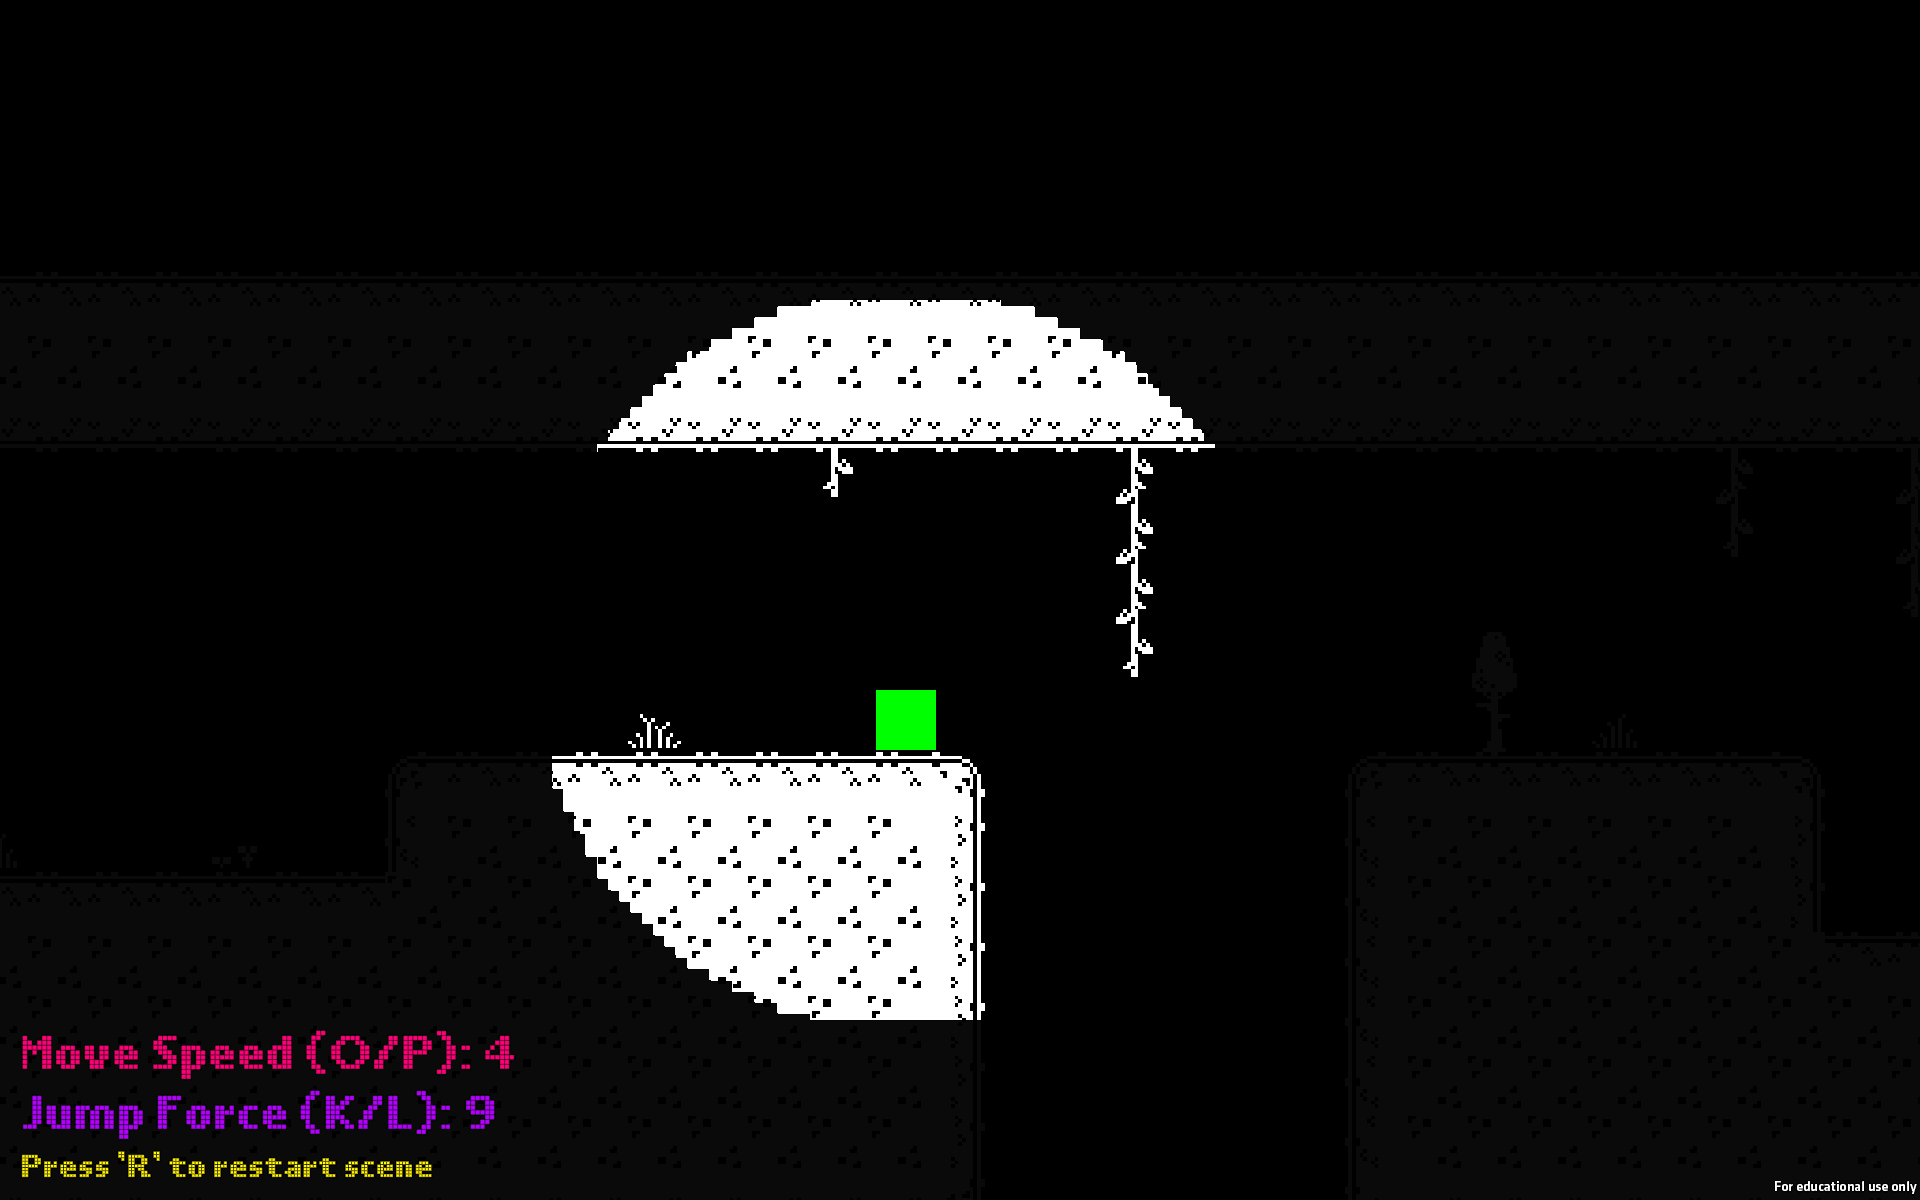 Move Speed (O/P): 4
Jump Force (K/L): 9
Press 'R' to restart scene
For educational use only